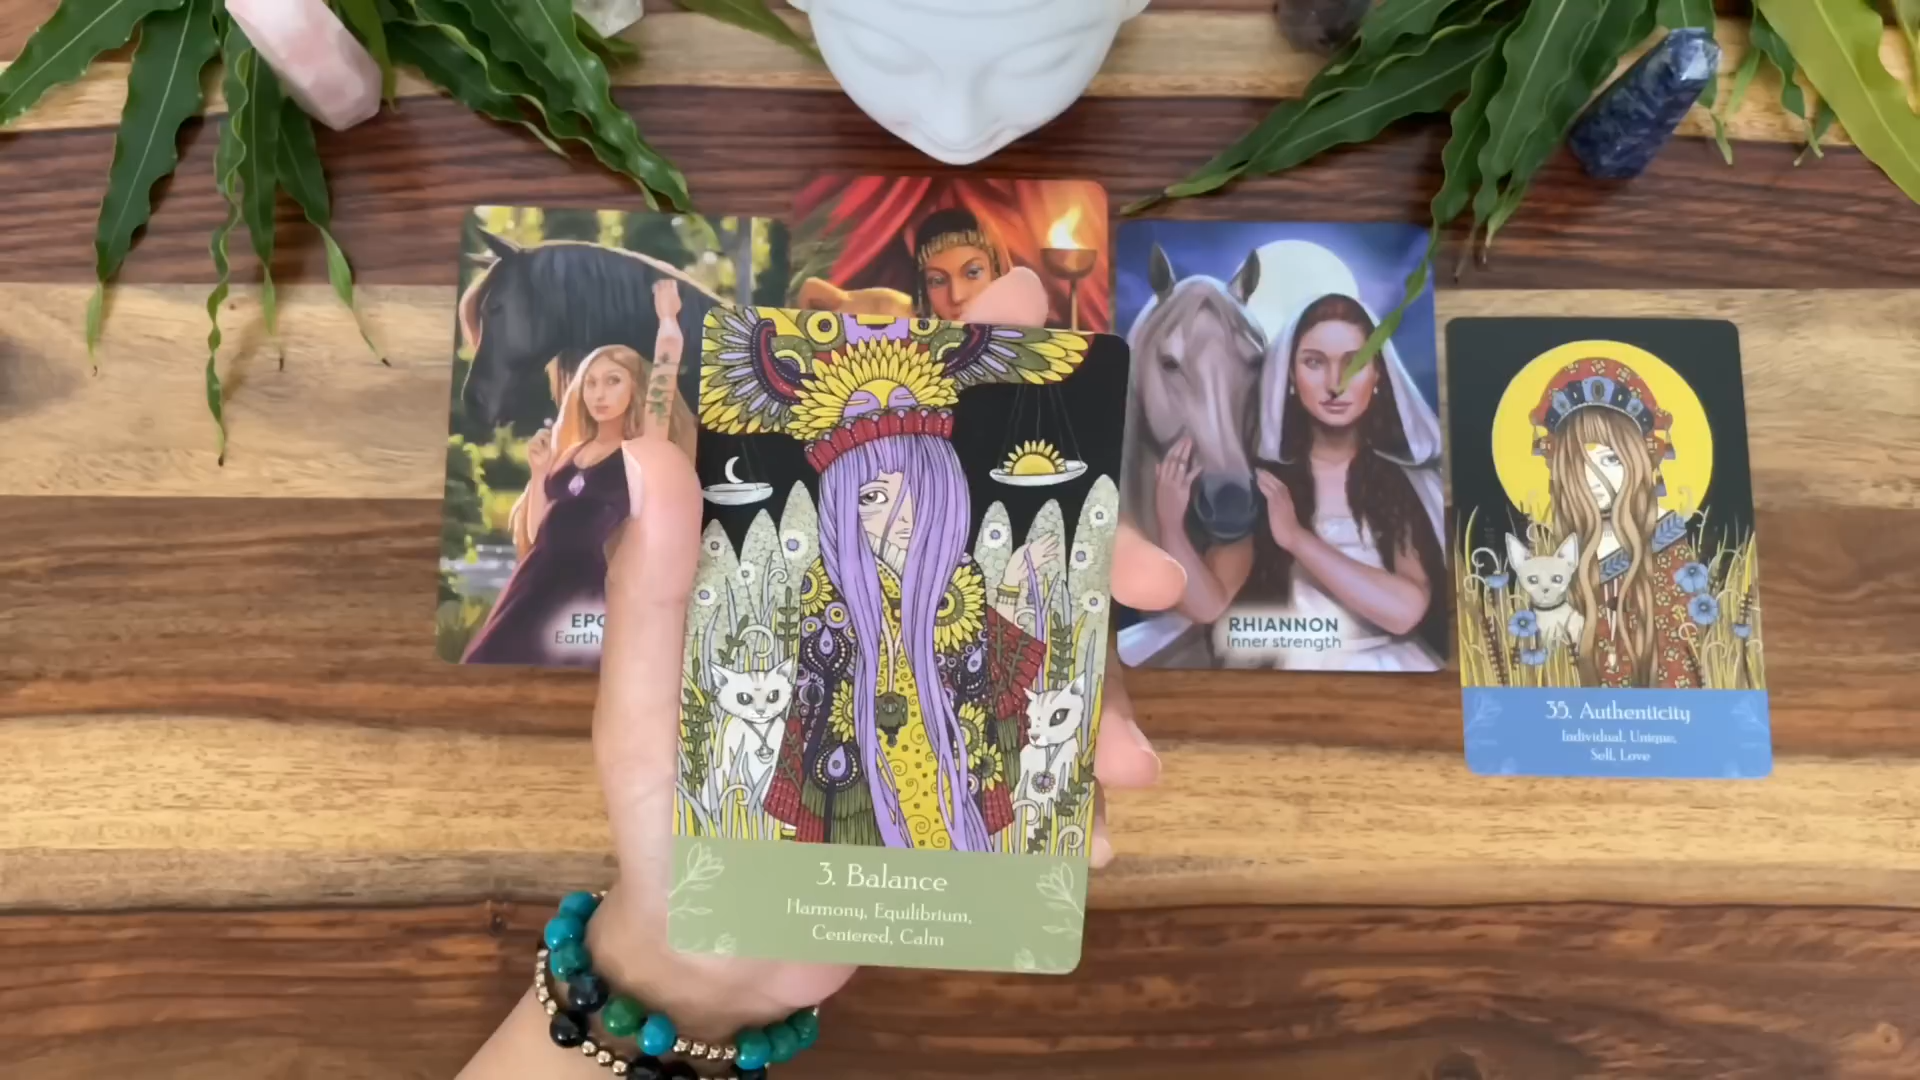 EPO
Earth
RHIANNON
Inner strength
35. Authenticity
Individual, Unique,
Self, Love
3. Balance
Harmony, Equilibrium,
Centered, Calm